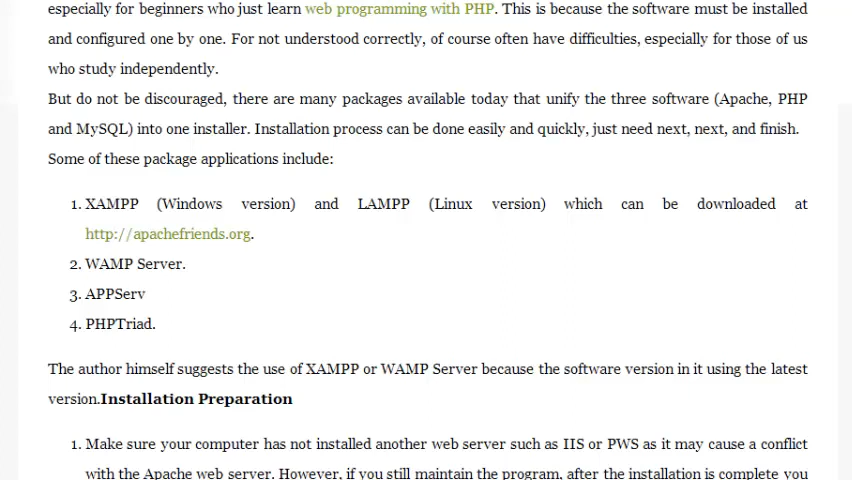 especially for beginners who just learn web programming with PHP. This is because the software must be installed
and configured one by one. For not understood correctly, of course often have difficulties, especially for those of us
who study independently.
But do not be discouraged, there are many packages available today that unify the three software (Apache, PHP
and MySQL) into one installer. Installation process can be done easily and quickly, just need next, next, and finish.
Some of these package applications include:
1. XAMPP (Windows version) and LAMPP (Linux version) which can be downloaded at
http://apachefriends.org.
2. WAMP Server.
3. APPServ
4. PHPTriad.
The author himself suggests the use of XAMPP or WAMP Server because the software version in it using the latest
version.Installation Preparation
1. Make sure your computer has not installed another web server such as IIS or PWS as it may cause a conflict
with the Apache web server. However, if you still maintain the program, after the installation is complete you